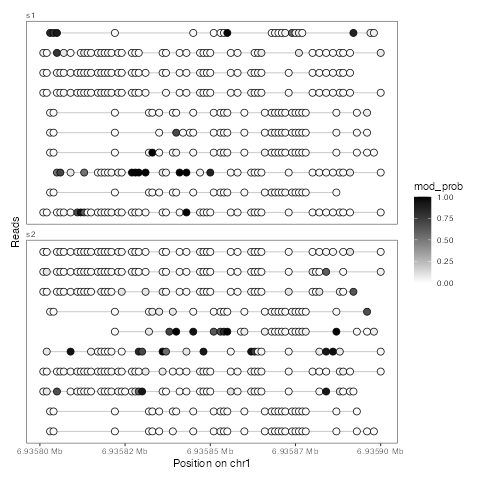 s1
s2
Reads
mod_prob
1.00
0.75
0.50
0.25
0.00
6.93580 Mb
6.93582 Mb
6.93585 Mb
6.93587 Mb
6.93590 Mb
Position on chr1